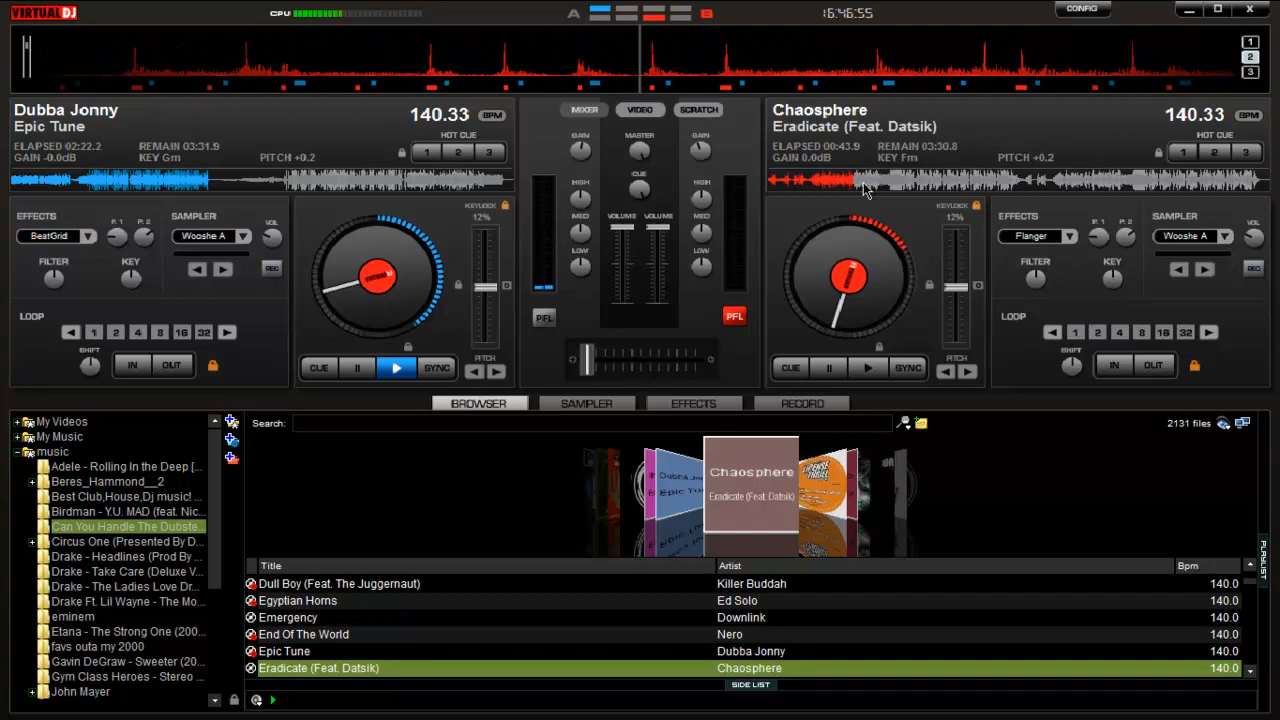 VIRTUAL DJ
CPU
A
16:46:55
CONFIG
1
2
3
Dubba Jonny
Epic Tune
140.33 BPM
HOT CUE
ELAPSED 02:22.2 REMAIN 03:31.9
GAIN -0.0dB KEY Gm PITCH +0.2
1 2 3
MIXER VIDEO SCRATCH
GAIN MASTER GAIN
CUE
HIGH HIGH
VOLUME VOLUME
MED MED
LOW LOW
PFL PFL
Chaosphere
Eradicate (Feat. Datsik)
140.33 BPM
HOT CUE
ELAPSED 00:43.9 REMAIN 03:30.8
GAIN 0.0dB KEY Fm PITCH +0.2
1 2 3
EFFECTS P. 1 P. 2 SAMPLER VOL
BeatGrid Wooshe A
FILTER KEY REC
LOOP
1 2 4 8 16 32
SHIFT IN OUT
KEYLOCK
12%
CUE SYNC PITCH
KEYLOCK
12%
CUE SYNC PITCH
EFFECTS P. 1 P. 2 SAMPLER VOL
Flanger Wooshe A
FILTER KEY REC
LOOP
1 2 4 8 16 32
SHIFT IN OUT
BROWSER SAMPLER EFFECTS RECORD
My Videos
My Music
music
Adele - Rolling In the Deep [...
Beres_Hammond__2
Best Club,House,Dj music! ...
Birdman - YU. MAD (feat. Nic...
Can You Handle The Dubste...
Circus One (Presented By D...
Drake - Headlines (Prod By ...
Drake - Take Care (Deluxe V...
Drake - The Ladies Love Dr...
Drake Ft. Lil Wayne - The Mo...
eminem
Etana - The Strong One (200...
favs outa my 2000
Gavin DeGraw - Sweeter (20...
Gym Class Heroes - Stereo ...
John Mayer
Search: 2131 files
Chaosphere
Eradicate (Feat. Datsik)
Title Artist Bpm
Dull Boy (Feat. The Juggernaut) Killer Buddah 140.0
Egyptian Horns Ed Solo 140.0
Emergency Downlink 140.0
End Of The World Nero 140.0
Epic Tune Dubba Jonny 140.0
Eradicate (Feat. Datsik) Chaosphere 140.0
SIDE LIST
PLAYLIST